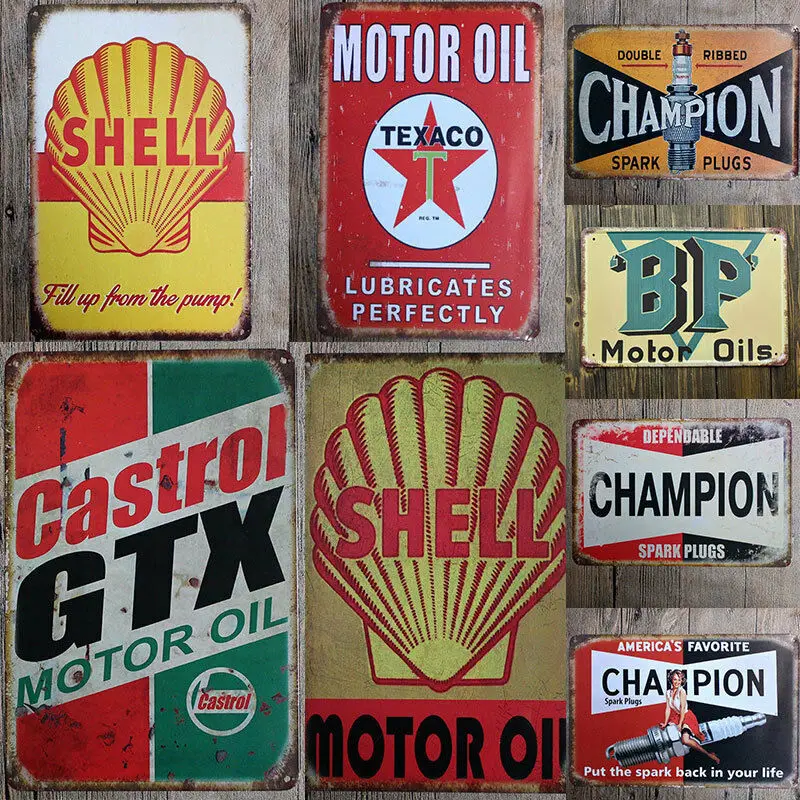 SHELL
Fill up from the pump!
MOTOR OIL
TEXACO
T
REG. TM
LUBRICATES
PERFECTLY
DOUBLE RIBBED
CHAMPION
SPARK PLUGS
BP
Motor Oils.
Castrol
GTX
MOTOR OIL
Castrol
SHELL
MOTOR OIL
DEPENDABLE
CHAMPION
SPARK PLUGS
AMERICA'S FAVORITE
CHAMPION
Spark Plugs
Put the spark back in your life